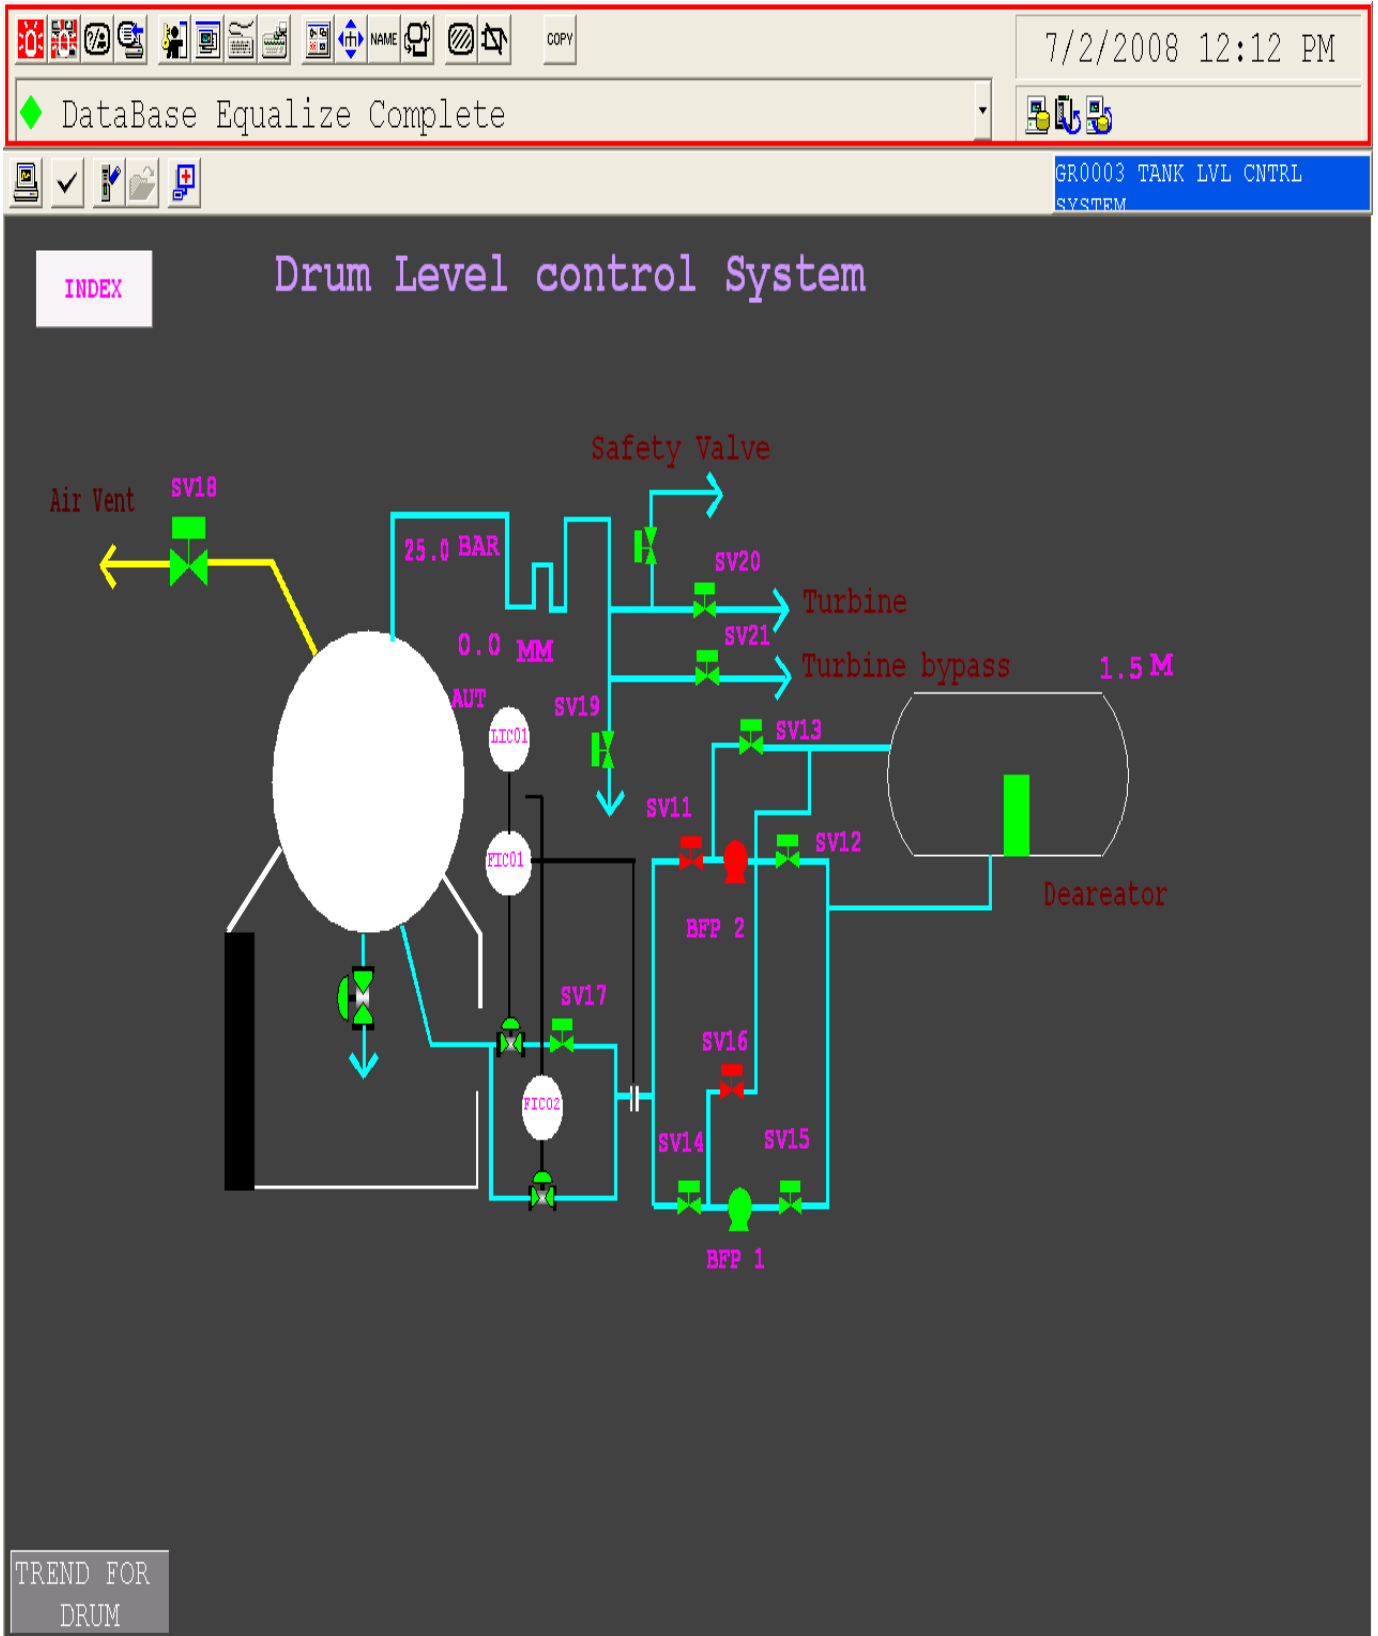 NAME
COPY
7/2/2008 12:12 PM
DataBase Equalize Complete
GR0003 TANK LVL CNTRL
SYSTEM
INDEX
Drum Level control System
Safety Valve
SV18
Air Vent
25.0 BAR
SV20
Turbine
SV21
0.0 MM
Turbine bypass
1.5 M
AUT
SV19
LIC01
SV13
SV11
SV12
FIC01
Deareator
BFP 2
SV17
SV16
FIC02
SV14
SV15
BFP 1
TREND FOR
DRUM